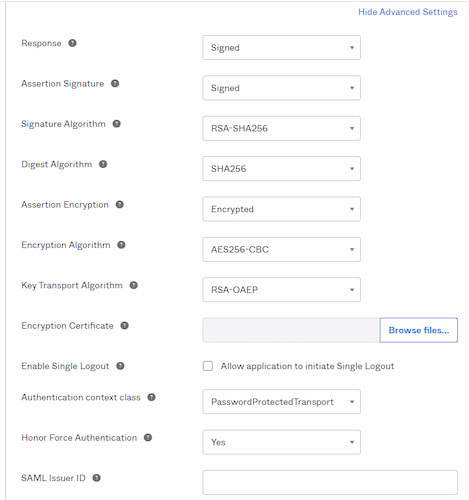 Hide Advanced Settings
Response ? Signed
Assertion Signature ? Signed
Signature Algorithm ? RSA-SHA256
Digest Algorithm ? SHA256
Assertion Encryption ? Encrypted
Encryption Algorithm ? AES256-CBC
Key Transport Algorithm ? RSA-OAEP
Encryption Certificate ? Browse files...
Enable Single Logout ? Allow application to initiate Single Logout
Authentication context class ? PasswordProtectedTransport
Honor Force Authentication ? Yes
SAML Issuer ID ?